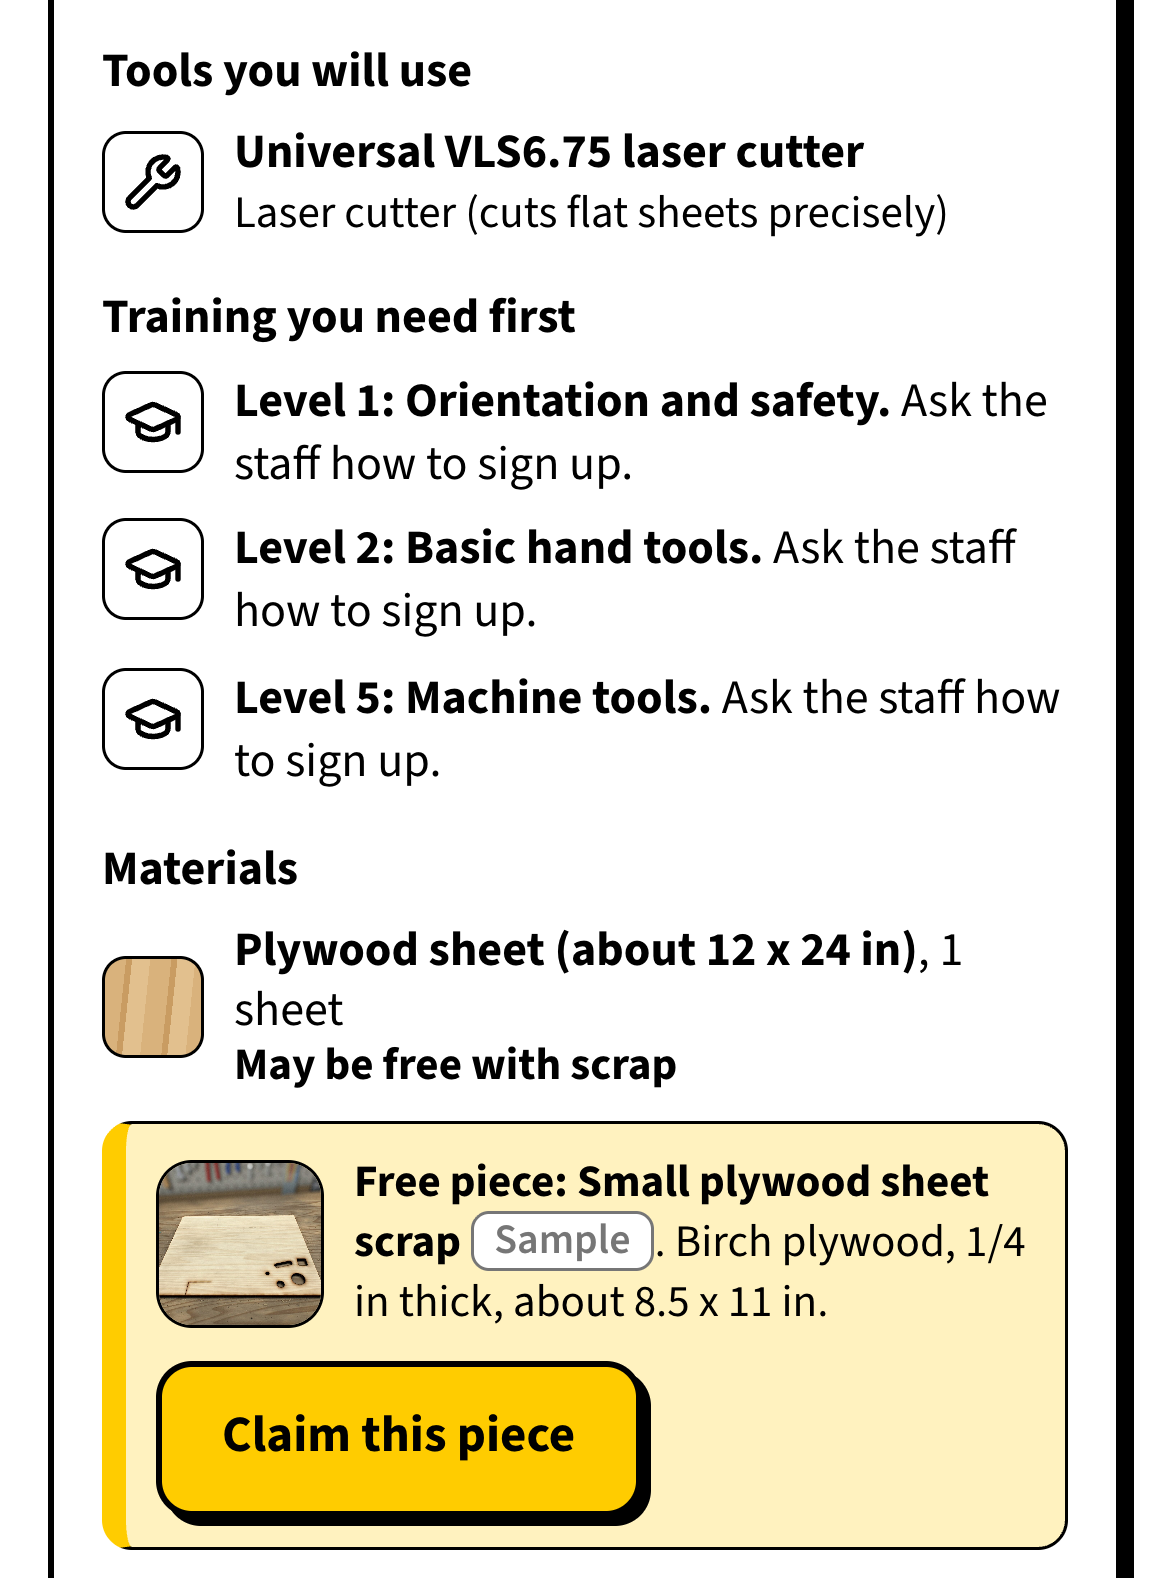 Tools you will use
Universal VLS6.75 laser cutter
Laser cutter (cuts flat sheets precisely)
Training you need first
Level 1: Orientation and safety. Ask the
staff how to sign up.
Level 2: Basic hand tools. Ask the staff
how to sign up.
Level 5: Machine tools. Ask the staff how
to sign up.
Materials
Plywood sheet (about 12 x 24 in), 1
sheet
May be free with scrap
Free piece: Small plywood sheet
scrap Sample. Birch plywood, 1/4
in thick, about 8.5 x 11 in.
Claim this piece